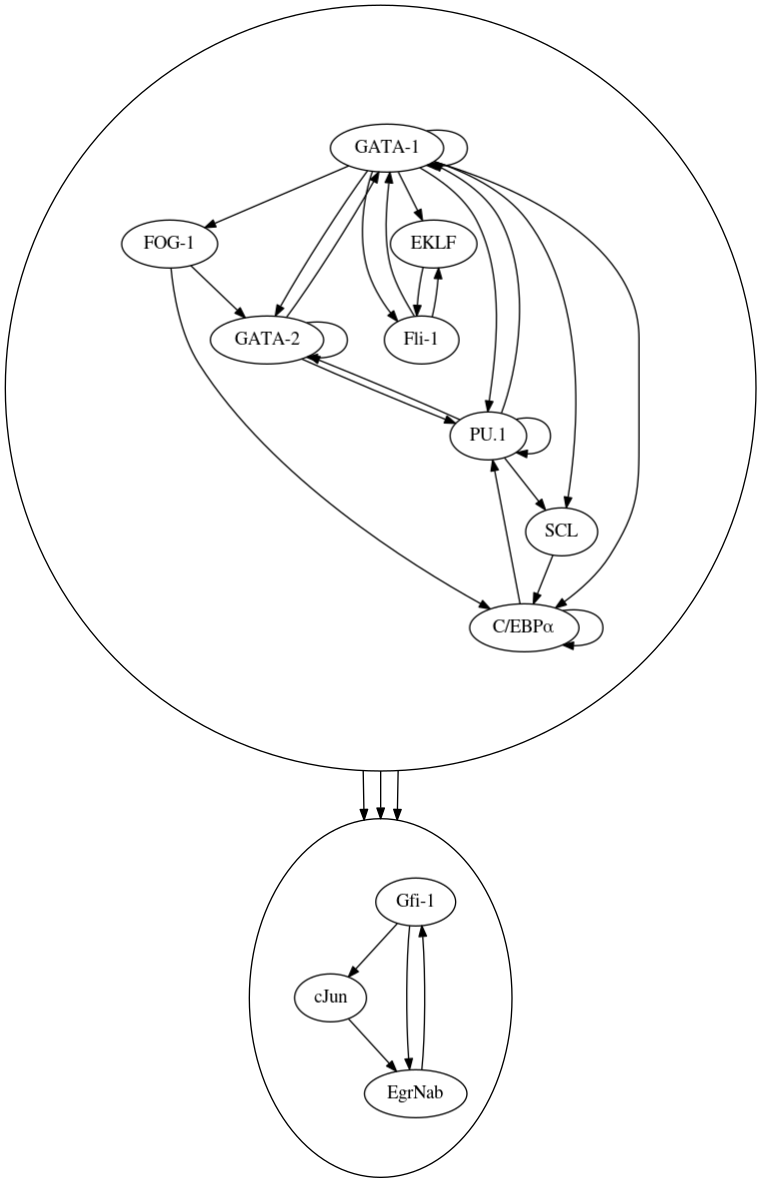 GATA-1
FOG-1
EKLF
GATA-2
Fli-1
PU.1
SCL
C/EBPα
Gfi-1
cJun
EgrNab